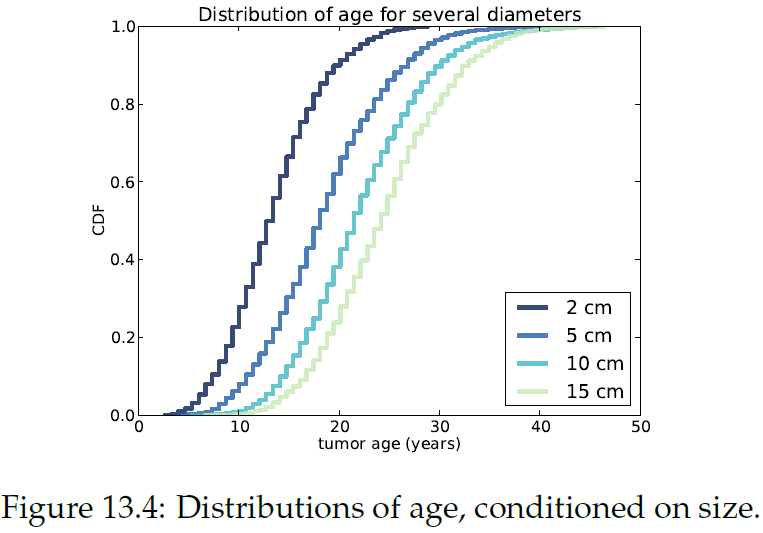 Distribution of age for several diameters
1.0
0.8
0.6
0.4
0.2
0.0
CDF
0 10 20 30 40 50
tumor age (years)
2 cm
5 cm
10 cm
15 cm
Figure 13.4: Distributions of age, conditioned on size.